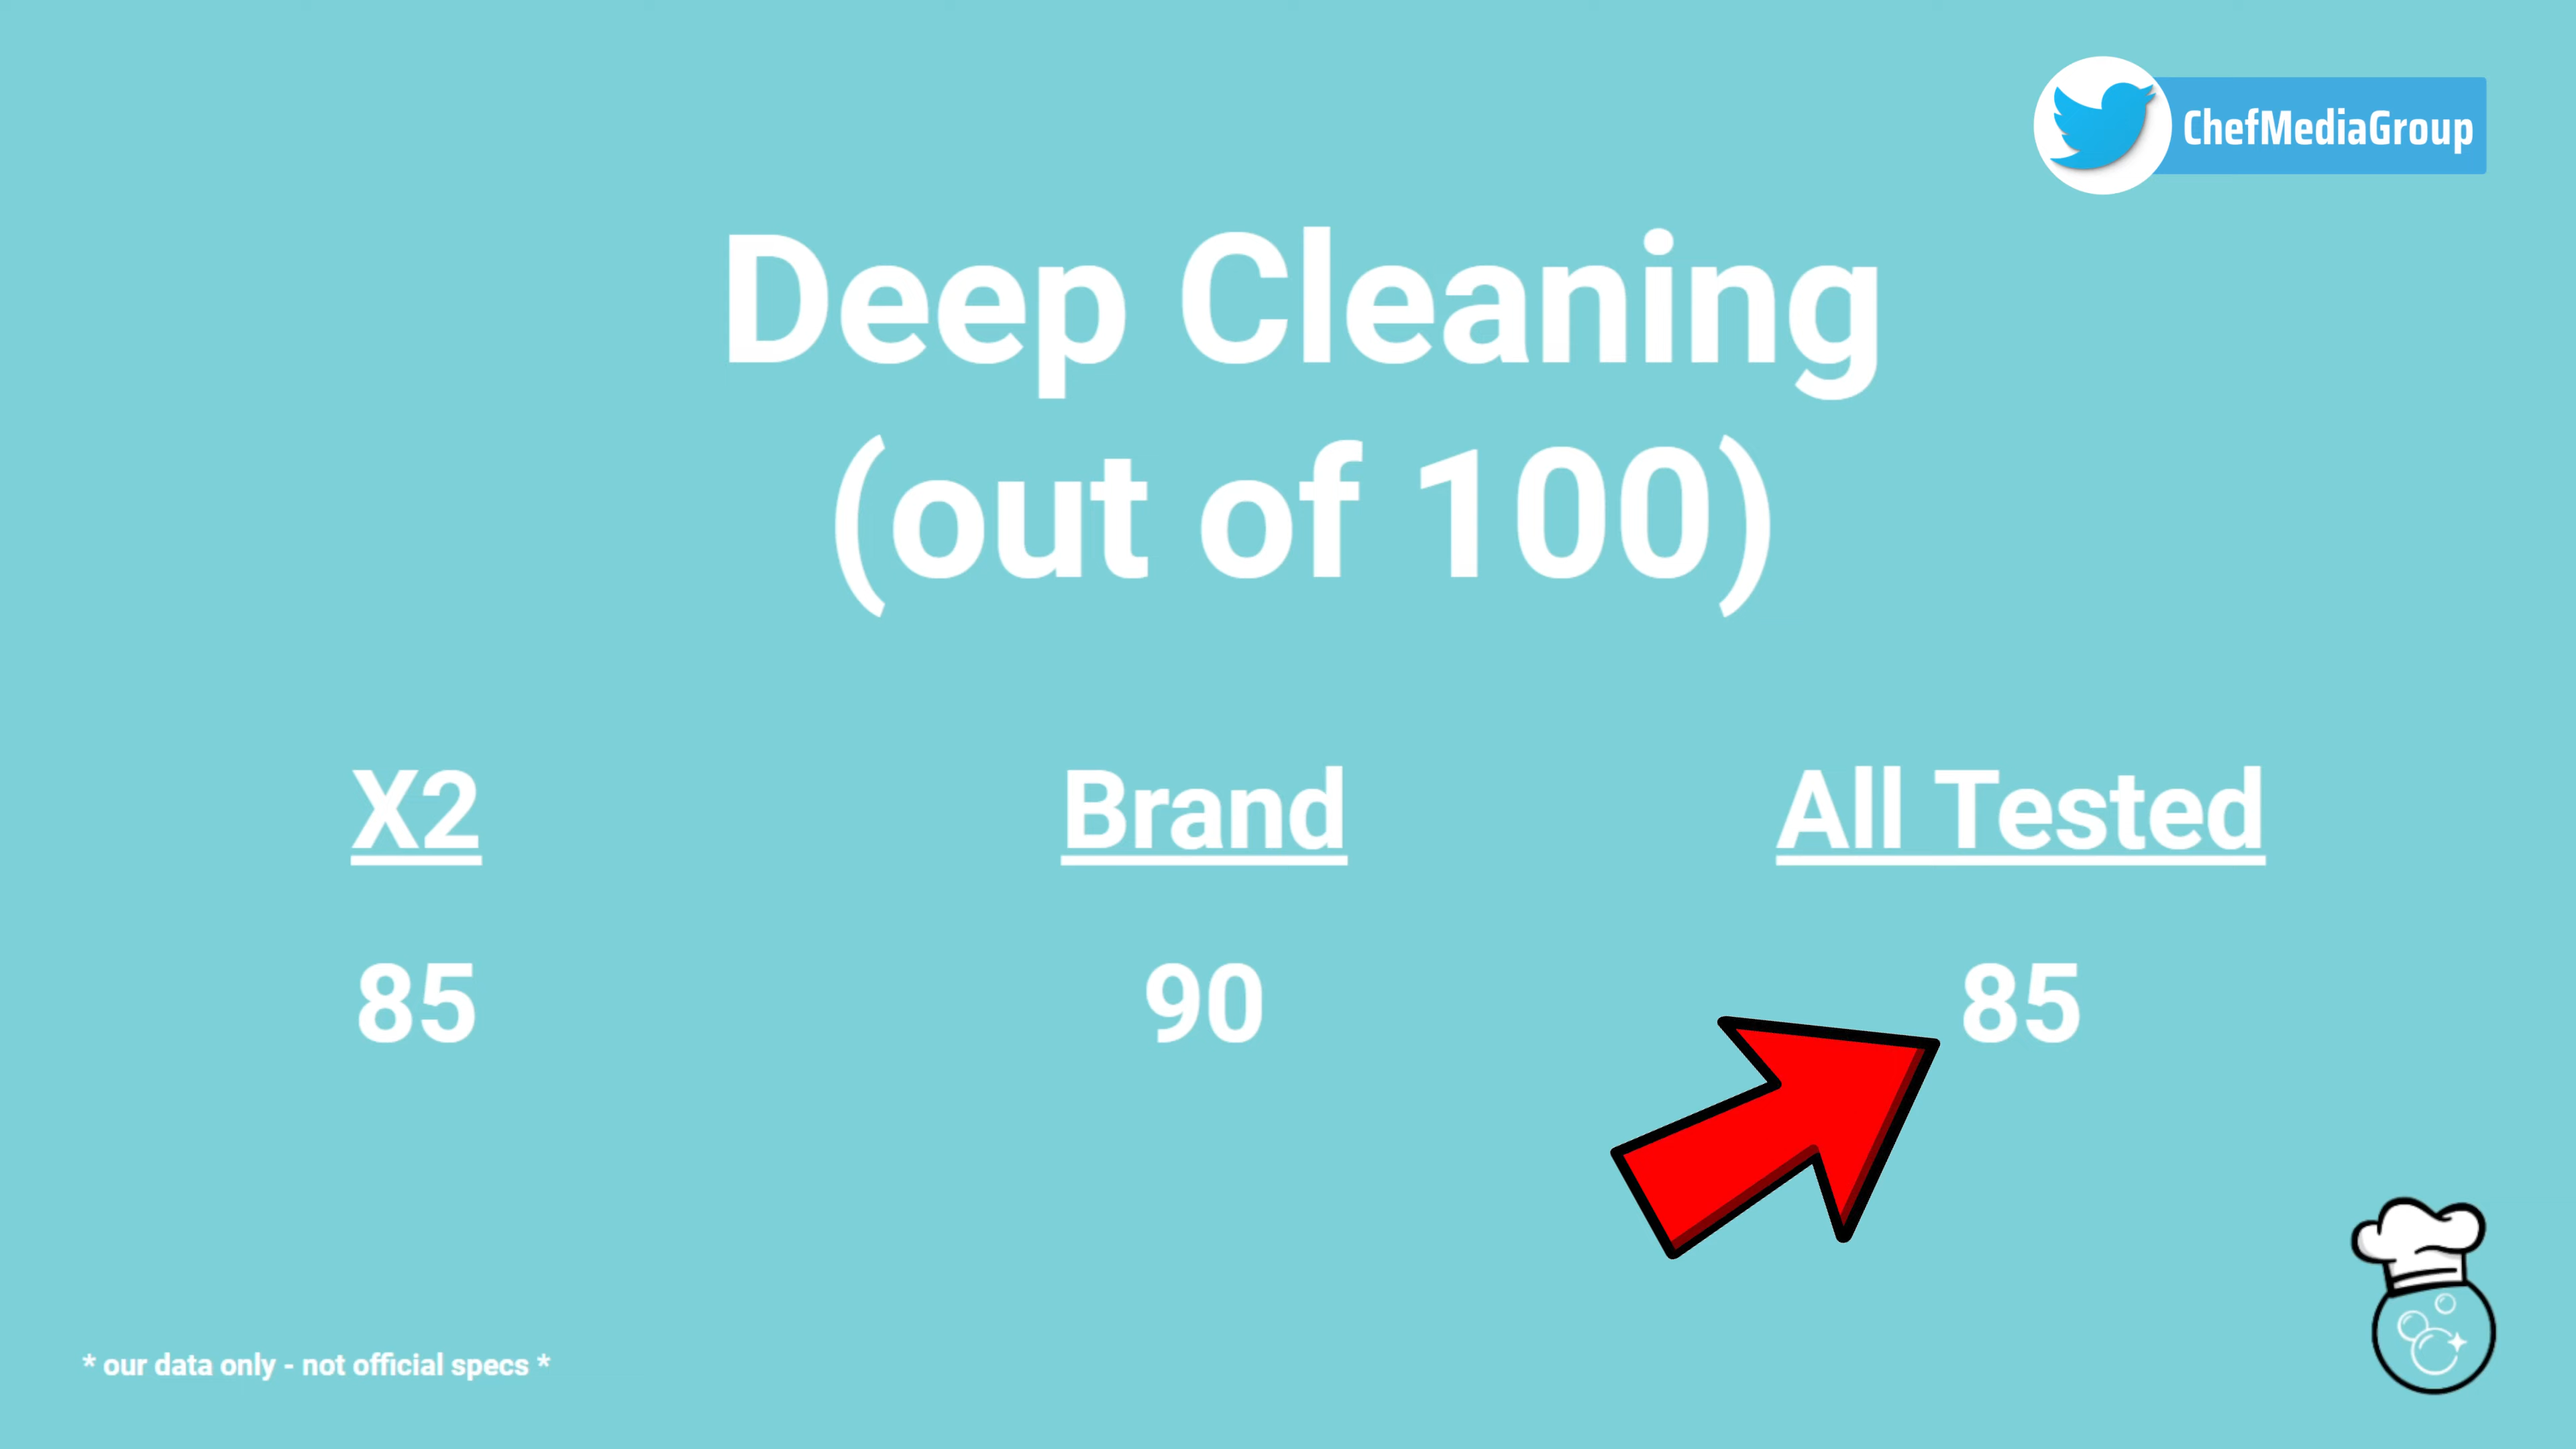 ChefMediaGroup
Deep Cleaning
(out of 100)
X2 Brand All Tested
85 90 85
* our data only - not official specs *